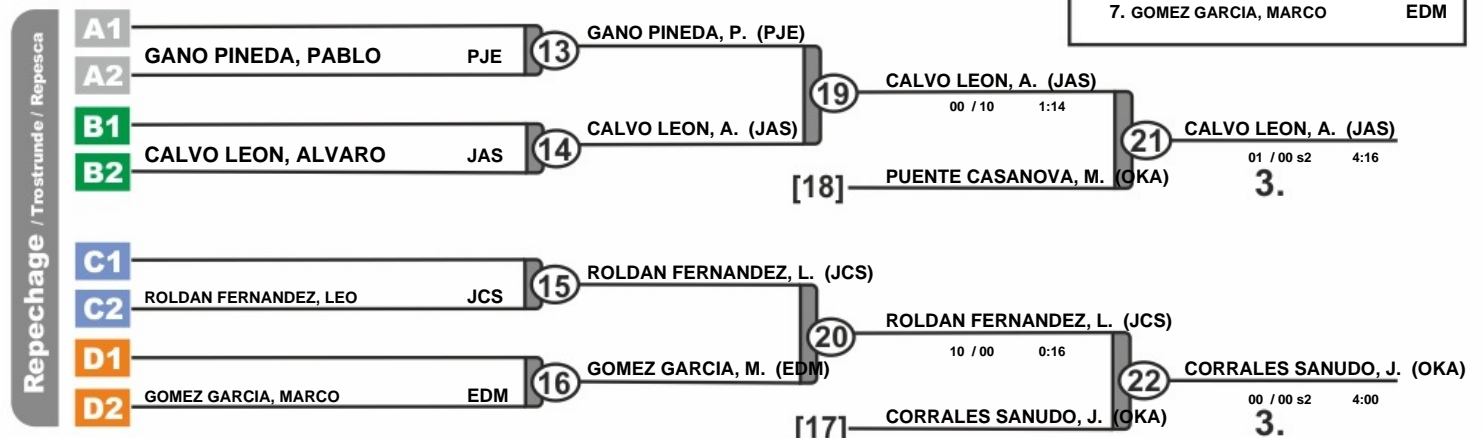 7. GOMEZ GARCIA, MARCO EDM
Repechage / Trostrunde / Repesca
A1
GANO PINEDA, PABLO PJE
A2
13
GANO PINEDA, P. (PJE)
B1
CALVO LEON, ALVARO JAS
B2
14
CALVO LEON, A. (JAS)
19
CALVO LEON, A. (JAS)
00 / 10 1:14
[18]
PUENTE CASANOVA, M. (OKA)
21
CALVO LEON, A. (JAS)
01 / 00 s2 4:16
3.
C1
ROLDAN FERNANDEZ, LEO JCS
C2
15
ROLDAN FERNANDEZ, L. (JCS)
D1
GOMEZ GARCIA, MARCO EDM
D2
16
GOMEZ GARCIA, M. (EDM)
20
ROLDAN FERNANDEZ, L. (JCS)
10 / 00 0:16
[17]
CORRALES SANUDO, J. (OKA)
22
CORRALES SANUDO, J. (OKA)
00 / 00 s2 4:00
3.